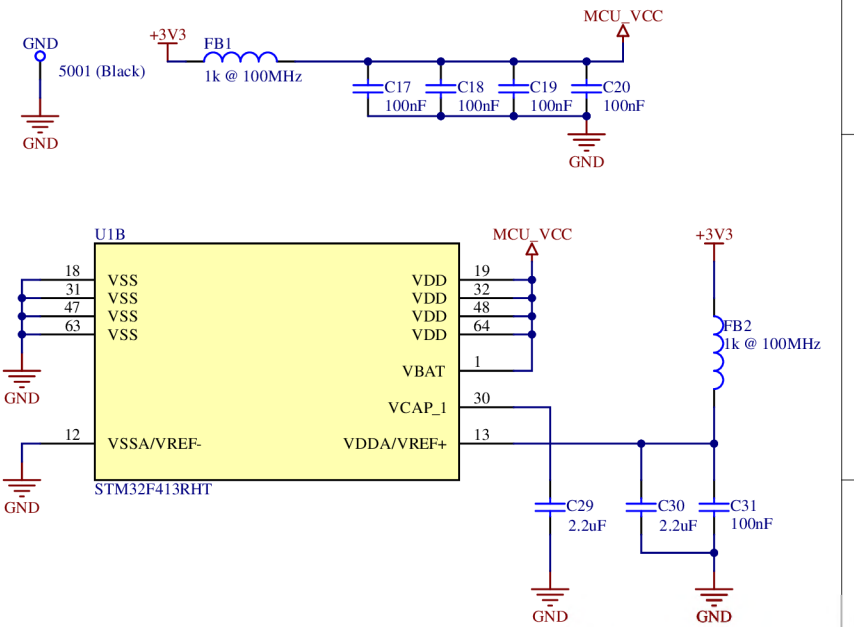 GND
5001 (Black)
GND
+3V3
FB1
1k @ 100MHz
MCU_VCC
C17
100nF
C18
100nF
C19
100nF
C20
100nF
GND
U1B
18 VSS
31 VSS
47 VSS
63 VSS
GND
12 VSSA/VREF-
GND
VDD 19
VDD 32
VDD 48
VDD 64
VBAT 1
VCAP_1 30
VDDA/VREF+ 13
STM32F413RHT
MCU_VCC
+3V3
FB2
1k @ 100MHz
C29
2.2uF
GND
C30
2.2uF
C31
100nF
GND